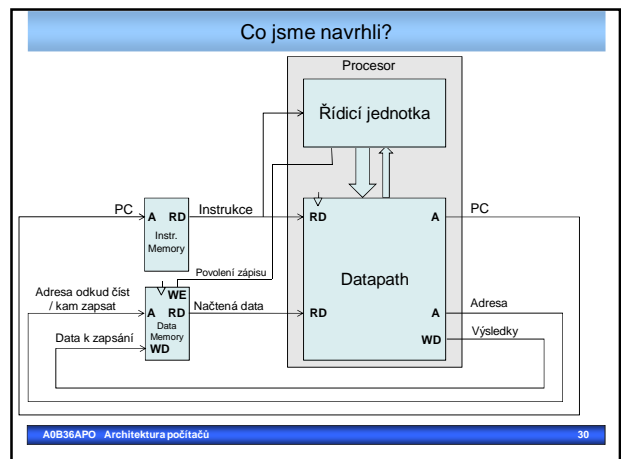 Co jsme navrhli?
Procesor
Řídicí jednotka
PC
A RD
Instrukce
Instr.
Memory
RD
A
PC
Datapath
Povolení zápisu
Adresa odkud číst
/ kam zapsat
WE
A RD
Načtená data
Data
Memory
RD
A
Adresa
Data k zapsání
WD
WD
Výsledky
A0B36APO Architektura počítačů
30